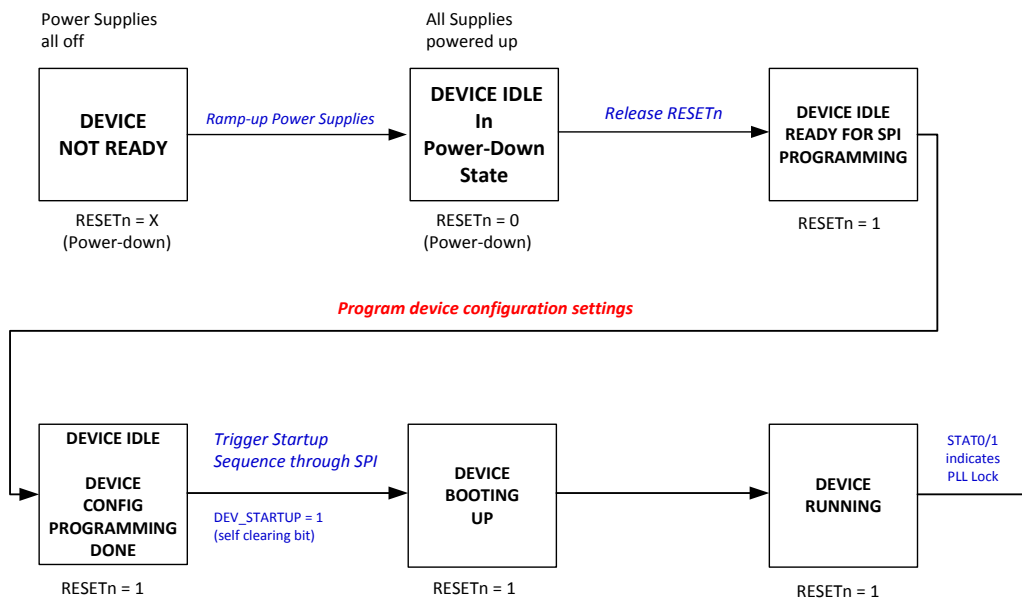 Power Supplies
all off
All Supplies
powered up
DEVICE
NOT READY
Ramp-up Power Supplies
DEVICE IDLE
In
Power-Down
State
Release RESETn
DEVICE IDLE
READY FOR SPI
PROGRAMMING
RESETn = X
(Power-down)
RESETn = 0
(Power-down)
RESETn = 1
Program device configuration settings
DEVICE IDLE
DEVICE
CONFIG
PROGRAMMING
DONE
Trigger Startup
Sequence through SPI
DEV_STARTUP = 1
(self clearing bit)
DEVICE
BOOTING
UP
DEVICE
RUNNING
STAT0/1
indicates
PLL Lock
RESETn = 1
RESETn = 1
RESETn = 1